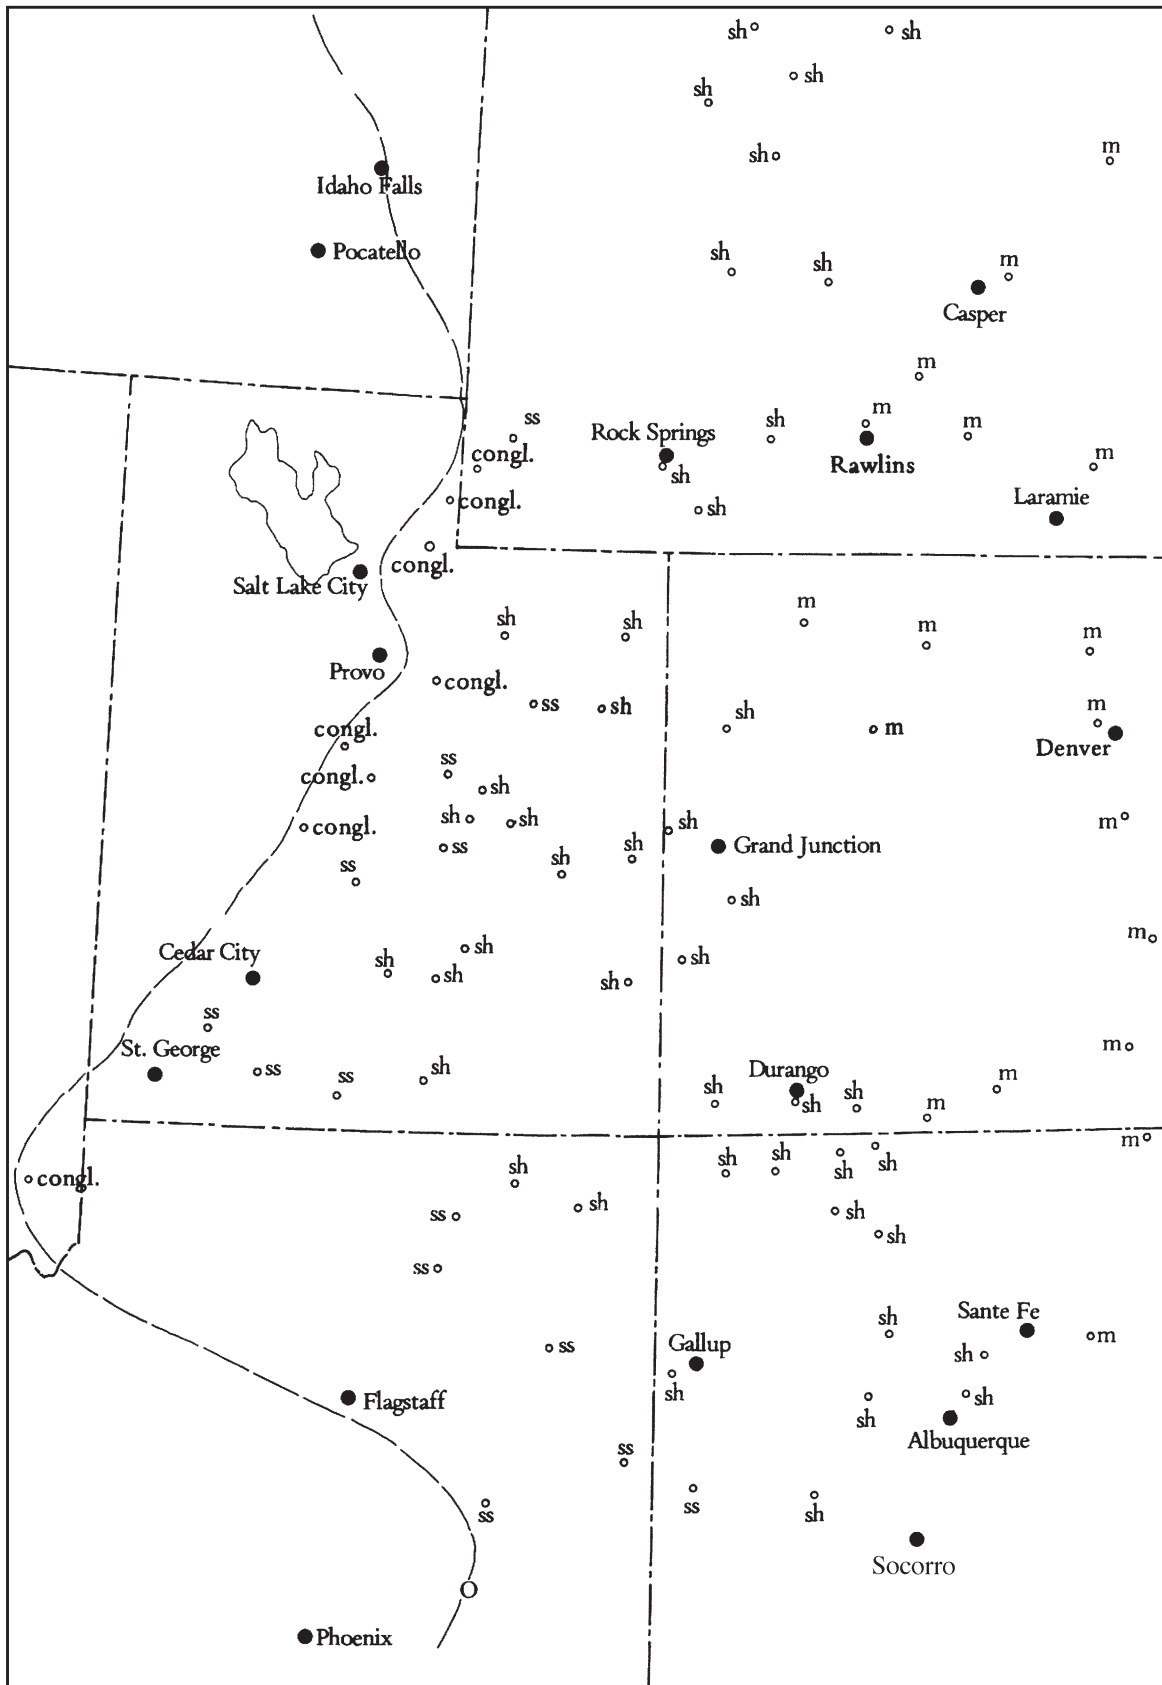 sh
sh
sh
sh
m
sh
Idaho Falls
Pocatello
sh
sh
m
Casper
m
ss
sh
m
m
Rock Springs
congl.
Rawlins
m
sh
congl.
sh
Laramie
congl.
Salt Lake City
m
sh
sh
m
m
Provo
congl.
ss
sh
sh
m
m
congl.
Denver
ss
congl.
sh
sh
sh
sh
m
congl.
ss
sh
sh
Grand Junction
ss
sh
m
Cedar City
sh
sh
sh
sh
sh
ss
St. George
m
ss
ss
sh
Durango
m
sh
sh
sh
m
m
sh
sh
sh
sh
sh
congl.
ss
sh
sh
sh
ss
Sante Fe
sh
m
ss
Gallup
sh
sh
sh
Flagstaff
sh
Albuquerque
ss
ss
ss
sh
Socorro
O
Phoenix